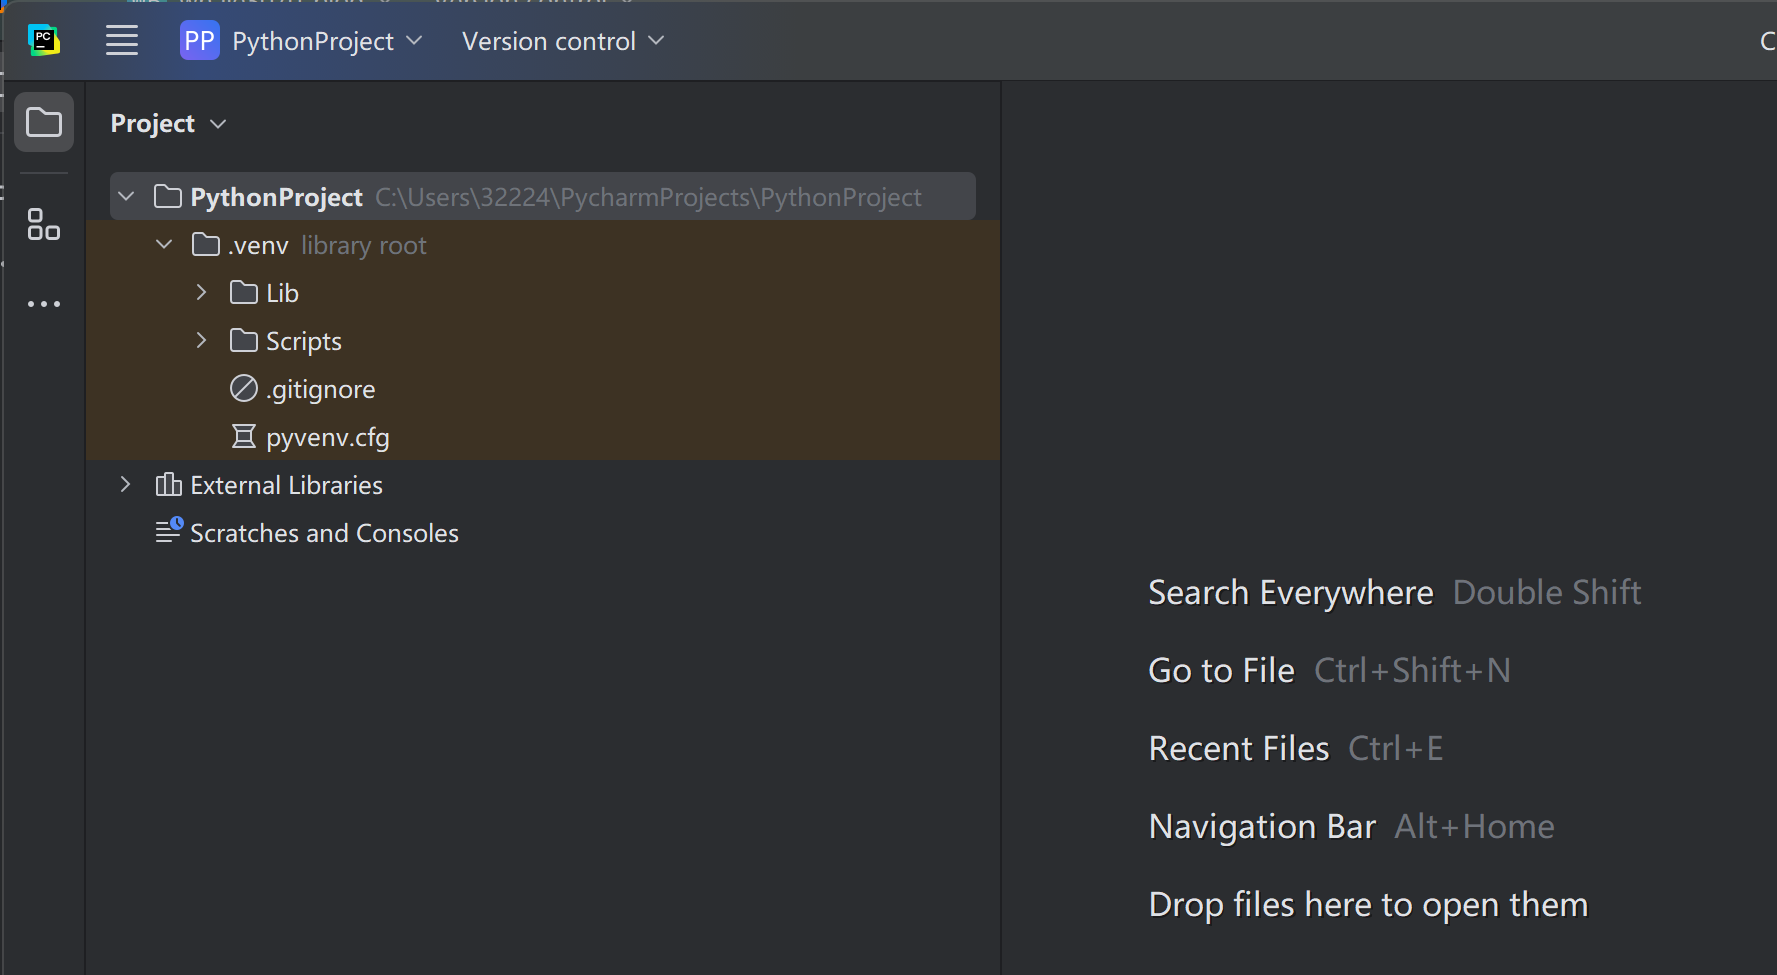 PC
PP PythonProject Version control
C
Project
PythonProject C:\Users\32224\PycharmProjects\PythonProject
.venv library root
Lib
Scripts
.gitignore
pyvenv.cfg
External Libraries
Scratches and Consoles
Search Everywhere Double Shift
Go to File Ctrl+Shift+N
Recent Files Ctrl+E
Navigation Bar Alt+Home
Drop files here to open them